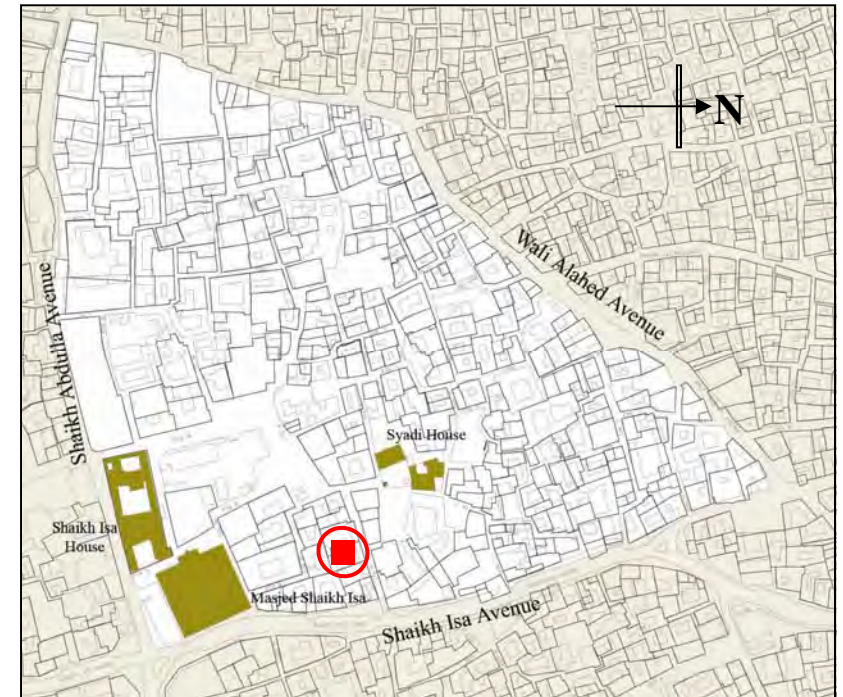 N
Wali Alahed Avenue
Shaikh Abdulla Avenue
Syadi House
Shaikh Isa
House
Masjed Shaikh Isa
Shaikh Isa Avenue